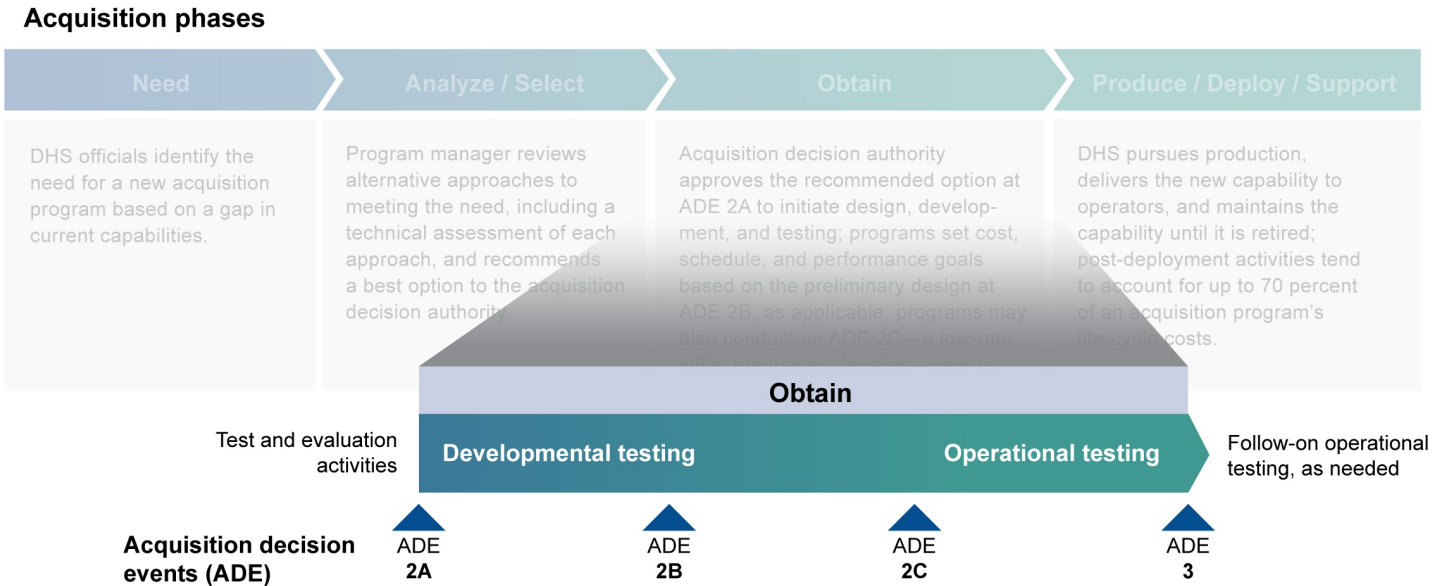 Acquisition phases
Need
Analyze / Select
Obtain
Produce / Deploy / Support
DHS officials identify the
need for a new acquisition
program based on a gap in
current capabilities.
Program manager reviews
alternative approaches to
meeting the need, including a
technical assessment of each
approach, and recommends
a best option to the acquisition
decision authority.
Acquisition decision authority
approves the recommended option at
ADE 2A to initiate design, develop-
ment, and testing; programs set cost,
schedule, and performance goals
based on the preliminary design at
ADE 2B; as applicable, programs may
also conduct an ADE 2C—a low-rate
initial production decision—prior to
DHS pursues production,
delivers the new capability to
operators, and maintains the
capability until it is retired;
post-deployment activities tend
to account for up to 70 percent
of an acquisition program's
life-cycle costs.
Obtain
Test and evaluation
activities
Developmental testing
Operational testing
Follow-on operational
testing, as needed
Acquisition decision
events (ADE)
ADE
2A
ADE
2B
ADE
2C
ADE
3